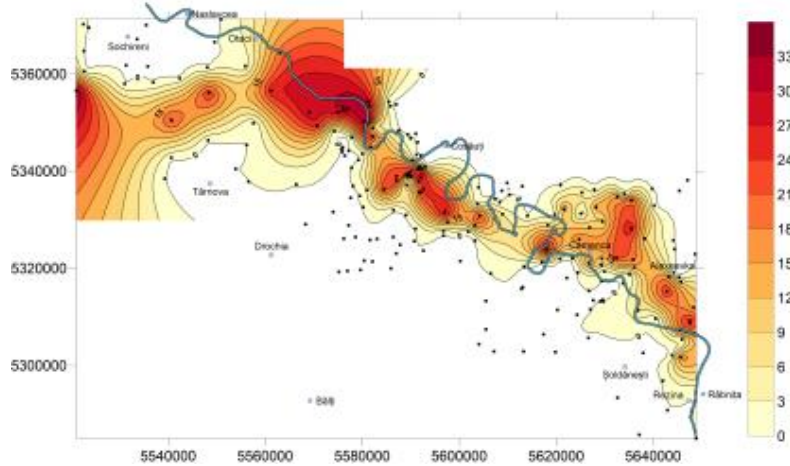 Naslavcea
Otaci
Sochireni
5360000
5340000
Cosăuți
Târnova
Drochia
Camenca
Alexeevka
5320000
5300000
Șoldănești
Rezina
Râbnița
Bălți
5540000 5560000 5580000 5600000 5620000 5640000
33
30
27
24
21
18
15
12
9
6
3
0